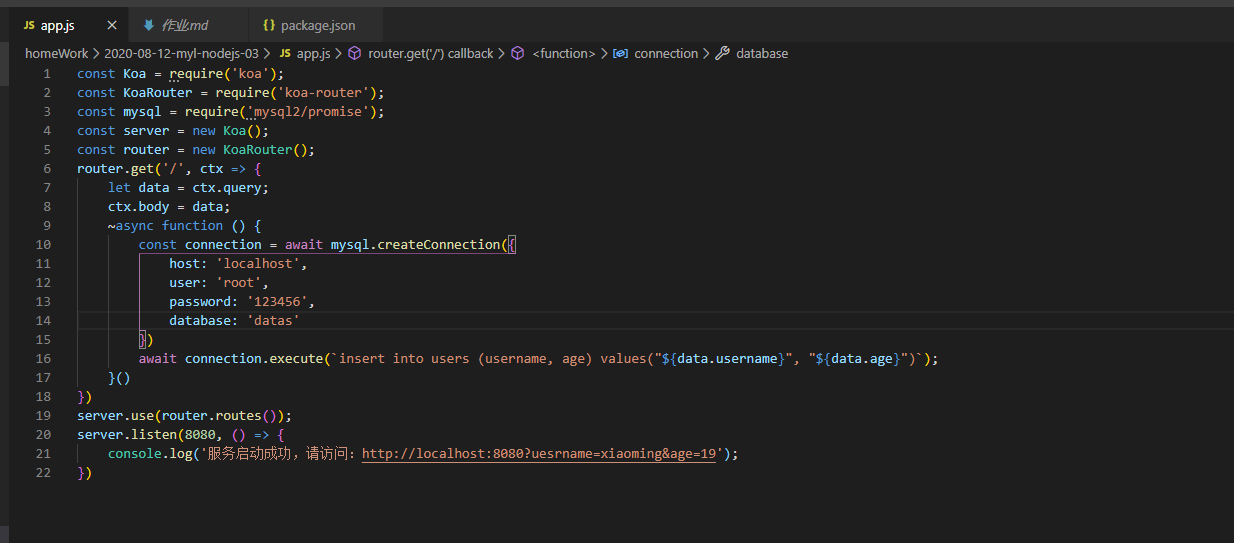 JS app.js ×
作业.md
{} package.json
homeWork > 2020-08-12-myl-nodejs-03 > JS app.js > router.get('/') callback > <function> > connection > database
1 const Koa = require('koa');
2 const KoaRouter = require('koa-router');
3 const mysql = require('mysql2/promise');
4 const server = new Koa();
5 const router = new KoaRouter();
6 router.get('/', ctx => {
7 let data = ctx.query;
8 ctx.body = data;
9 ~async function () {
10 const connection = await mysql.createConnection({
11 host: 'localhost',
12 user: 'root',
13 password: '123456',
14 database: 'datas'
15 })
16 await connection.execute(`insert into users (username, age) values("${data.username}", "${data.age}")`);
17 }()
18 })
19 server.use(router.routes());
20 server.listen(8080, () => {
21 console.log('服务启动成功，请访问：http://localhost:8080?uesrname=xiaoming&age=19');
22 })